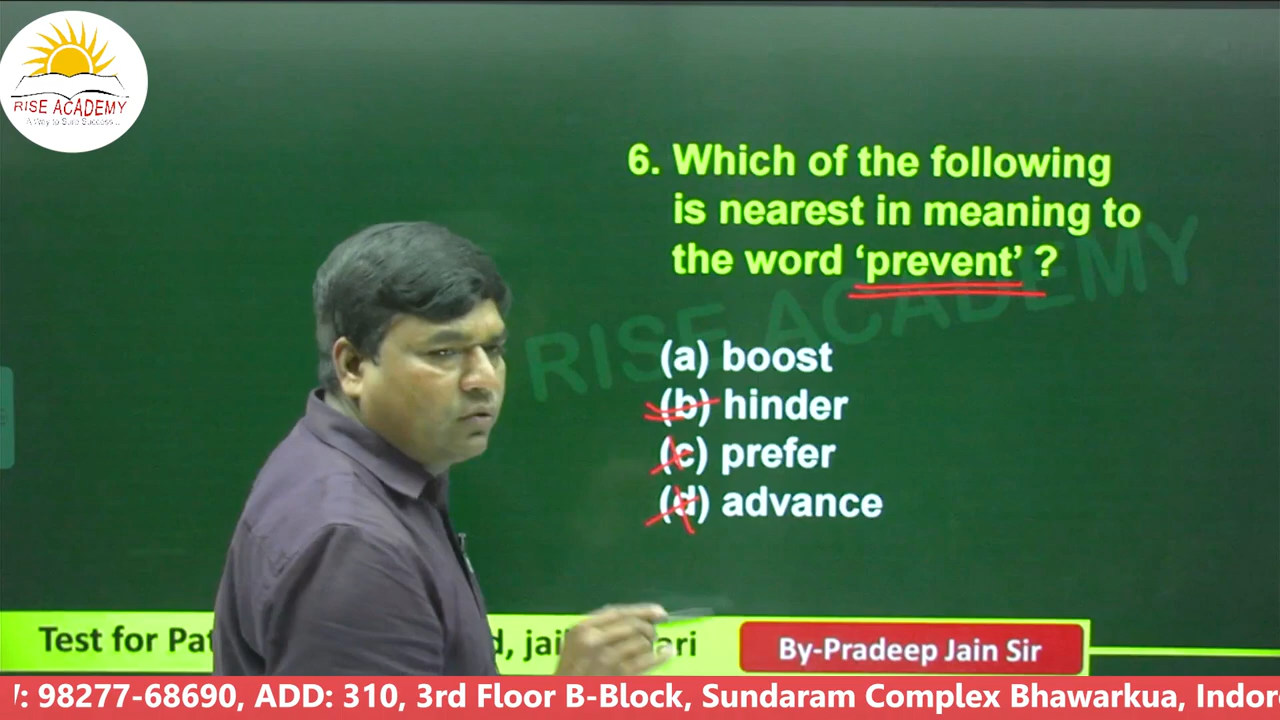 RISE ACADEMY
A Way to Sure Success...
6. Which of the following
is nearest in meaning to
the word ‘prevent’ ?
RISE ACADEMY
(a) boost
(b) hinder
(c) prefer
(d) advance
Test for Pat
d, jail
ari
By-Pradeep Jain Sir
: 98277-68690, ADD: 310, 3rd Floor B-Block, Sundaram Complex Bhawarkua, Indor